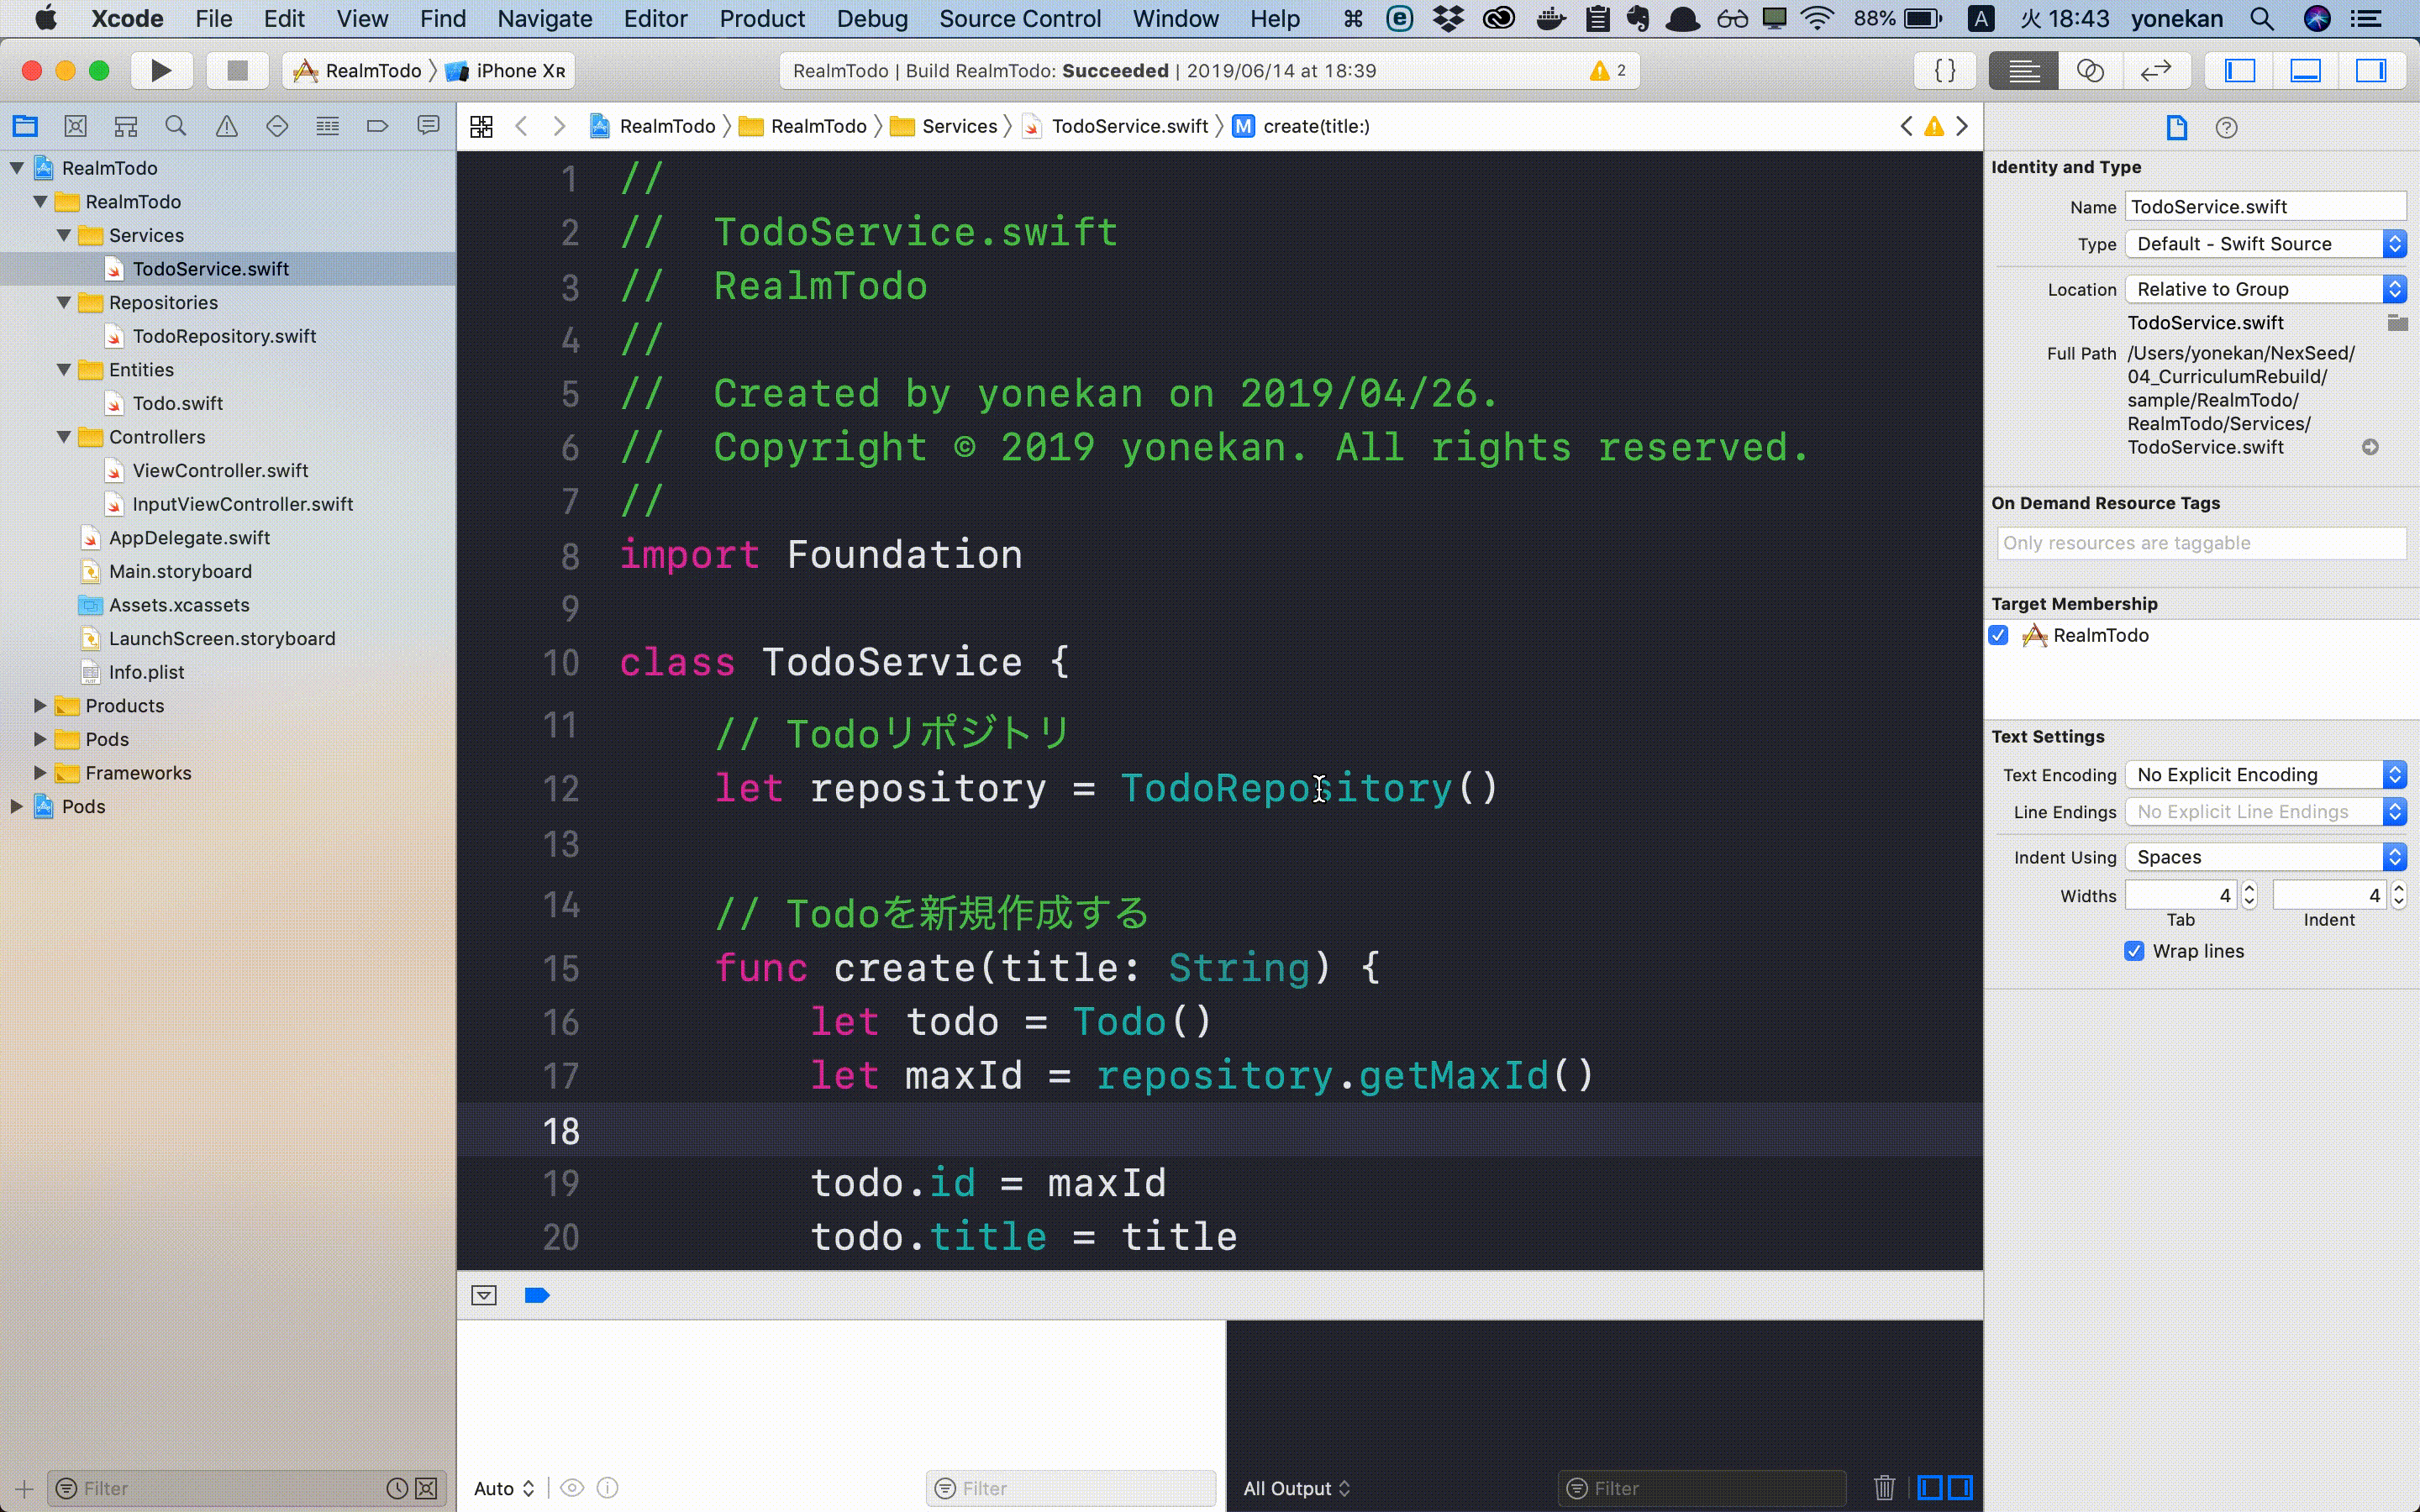 Xcode File Edit View Find Navigate Editor Product Debug Source Control Window Help 88% A 火 18:43 yonekan
RealmTodo iPhone XR
RealmTodo | Build RealmTodo: Succeeded | 2019/06/14 at 18:39 2
{ }
RealmTodo RealmTodo Services TodoService.swift M create(title:)
RealmTodo
RealmTodo
Services
TodoService.swift
Repositories
TodoRepository.swift
Entities
Todo.swift
Controllers
ViewController.swift
InputViewController.swift
AppDelegate.swift
Main.storyboard
Assets.xcassets
LaunchScreen.storyboard
Info.plist
Products
Pods
Frameworks
Pods
Filter
1 //
2 //  TodoService.swift
3 //  RealmTodo
4 //
5 //  Created by yonekan on 2019/04/26.
6 //  Copyright © 2019 yonekan. All rights reserved.
7 //
8 import Foundation
9
10 class TodoService {
11     // Todoリポジトリ
12     let repository = TodoRepository()
13
14     // Todoを新規作成する
15     func create(title: String) {
16         let todo = Todo()
17         let maxId = repository.getMaxId()
18
19         todo.id = maxId
20         todo.title = title
Auto
Filter
All Output
Filter
Identity and Type
Name TodoService.swift
Type Default - Swift Source
Location Relative to Group
TodoService.swift
Full Path /Users/yonekan/NexSeed/
04_CurriculumRebuild/
sample/RealmTodo/
RealmTodo/Services/
TodoService.swift
On Demand Resource Tags
Only resources are taggable
Target Membership
RealmTodo
Text Settings
Text Encoding No Explicit Encoding
Line Endings No Explicit Line Endings
Indent Using Spaces
Widths 4 4
Tab Indent
Wrap lines